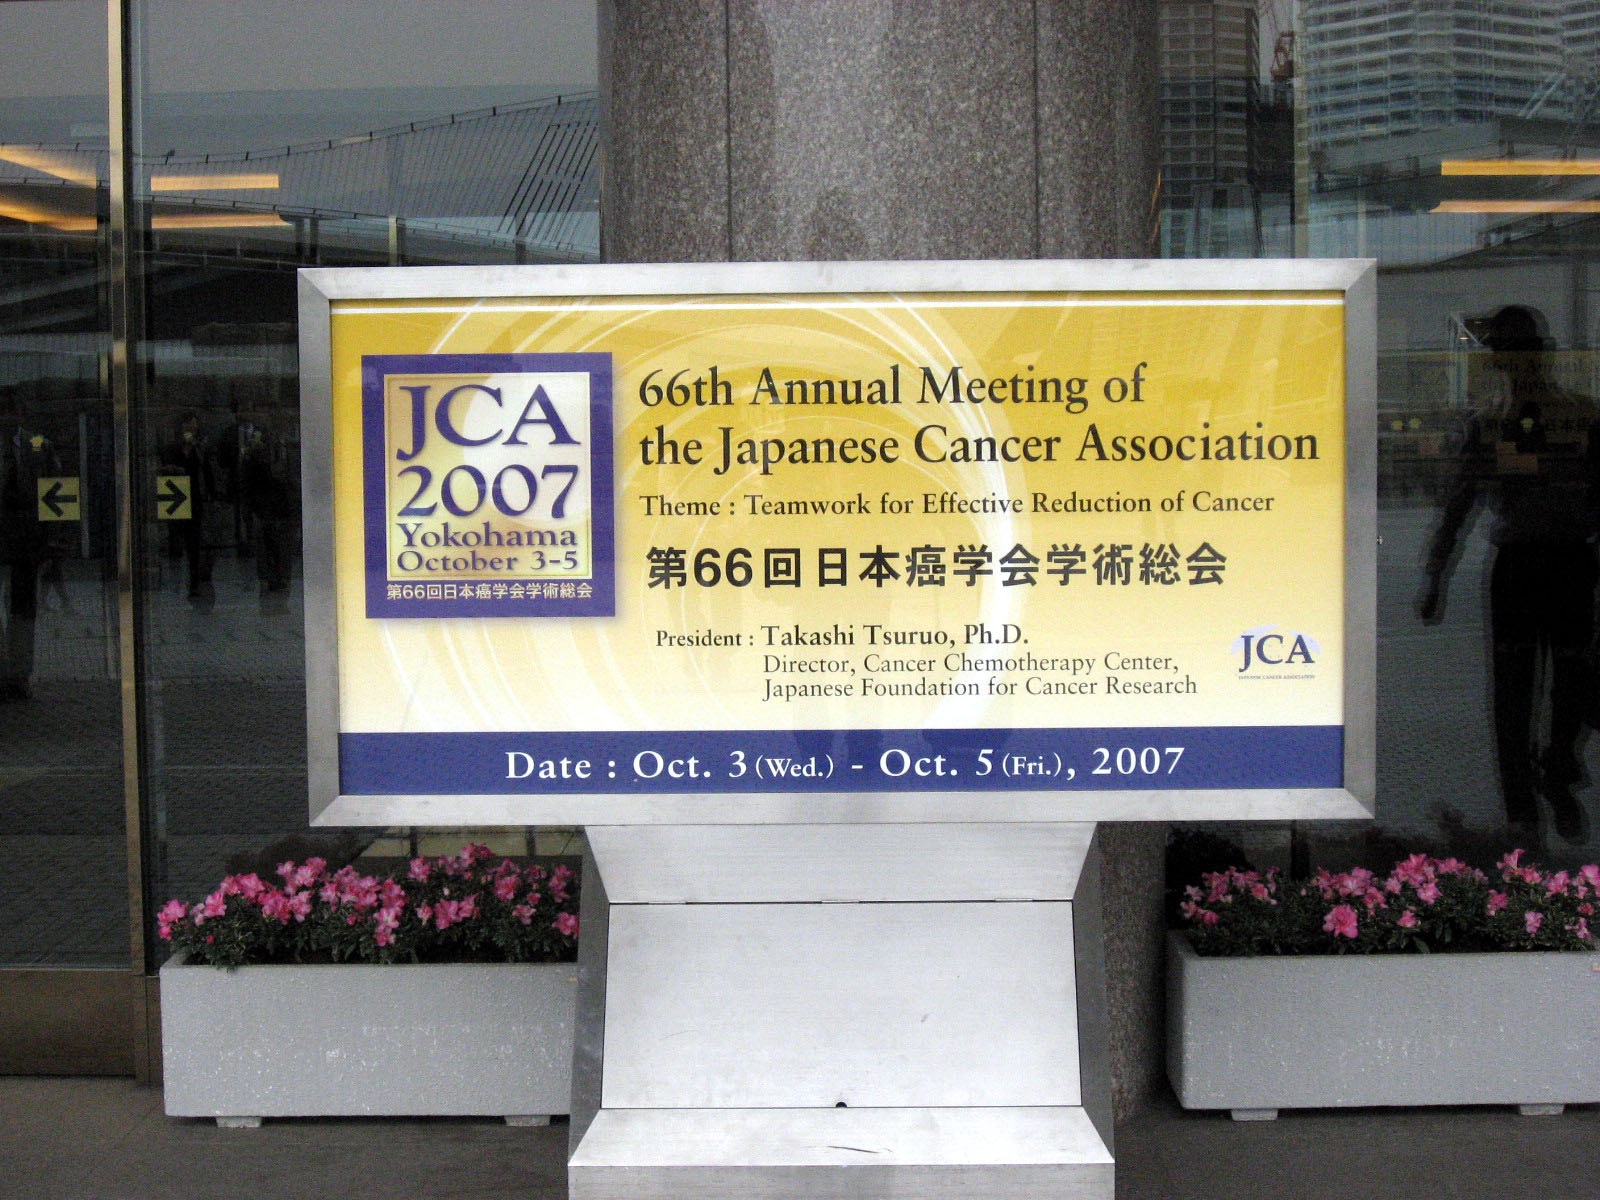 JCA
2007
Yokohama
October 3-5
第66回日本癌学会学術総会
66th Annual Meeting of
the Japanese Cancer Association
Theme : Teamwork for Effective Reduction of Cancer
第66回日本癌学会学術総会
President : Takashi Tsuruo, Ph.D.
Director, Cancer Chemotherapy Center,
Japanese Foundation for Cancer Research
JCA
JAPANESE CANCER ASSOCIATION
Date : Oct. 3 (Wed.) - Oct. 5 (Fri.), 2007